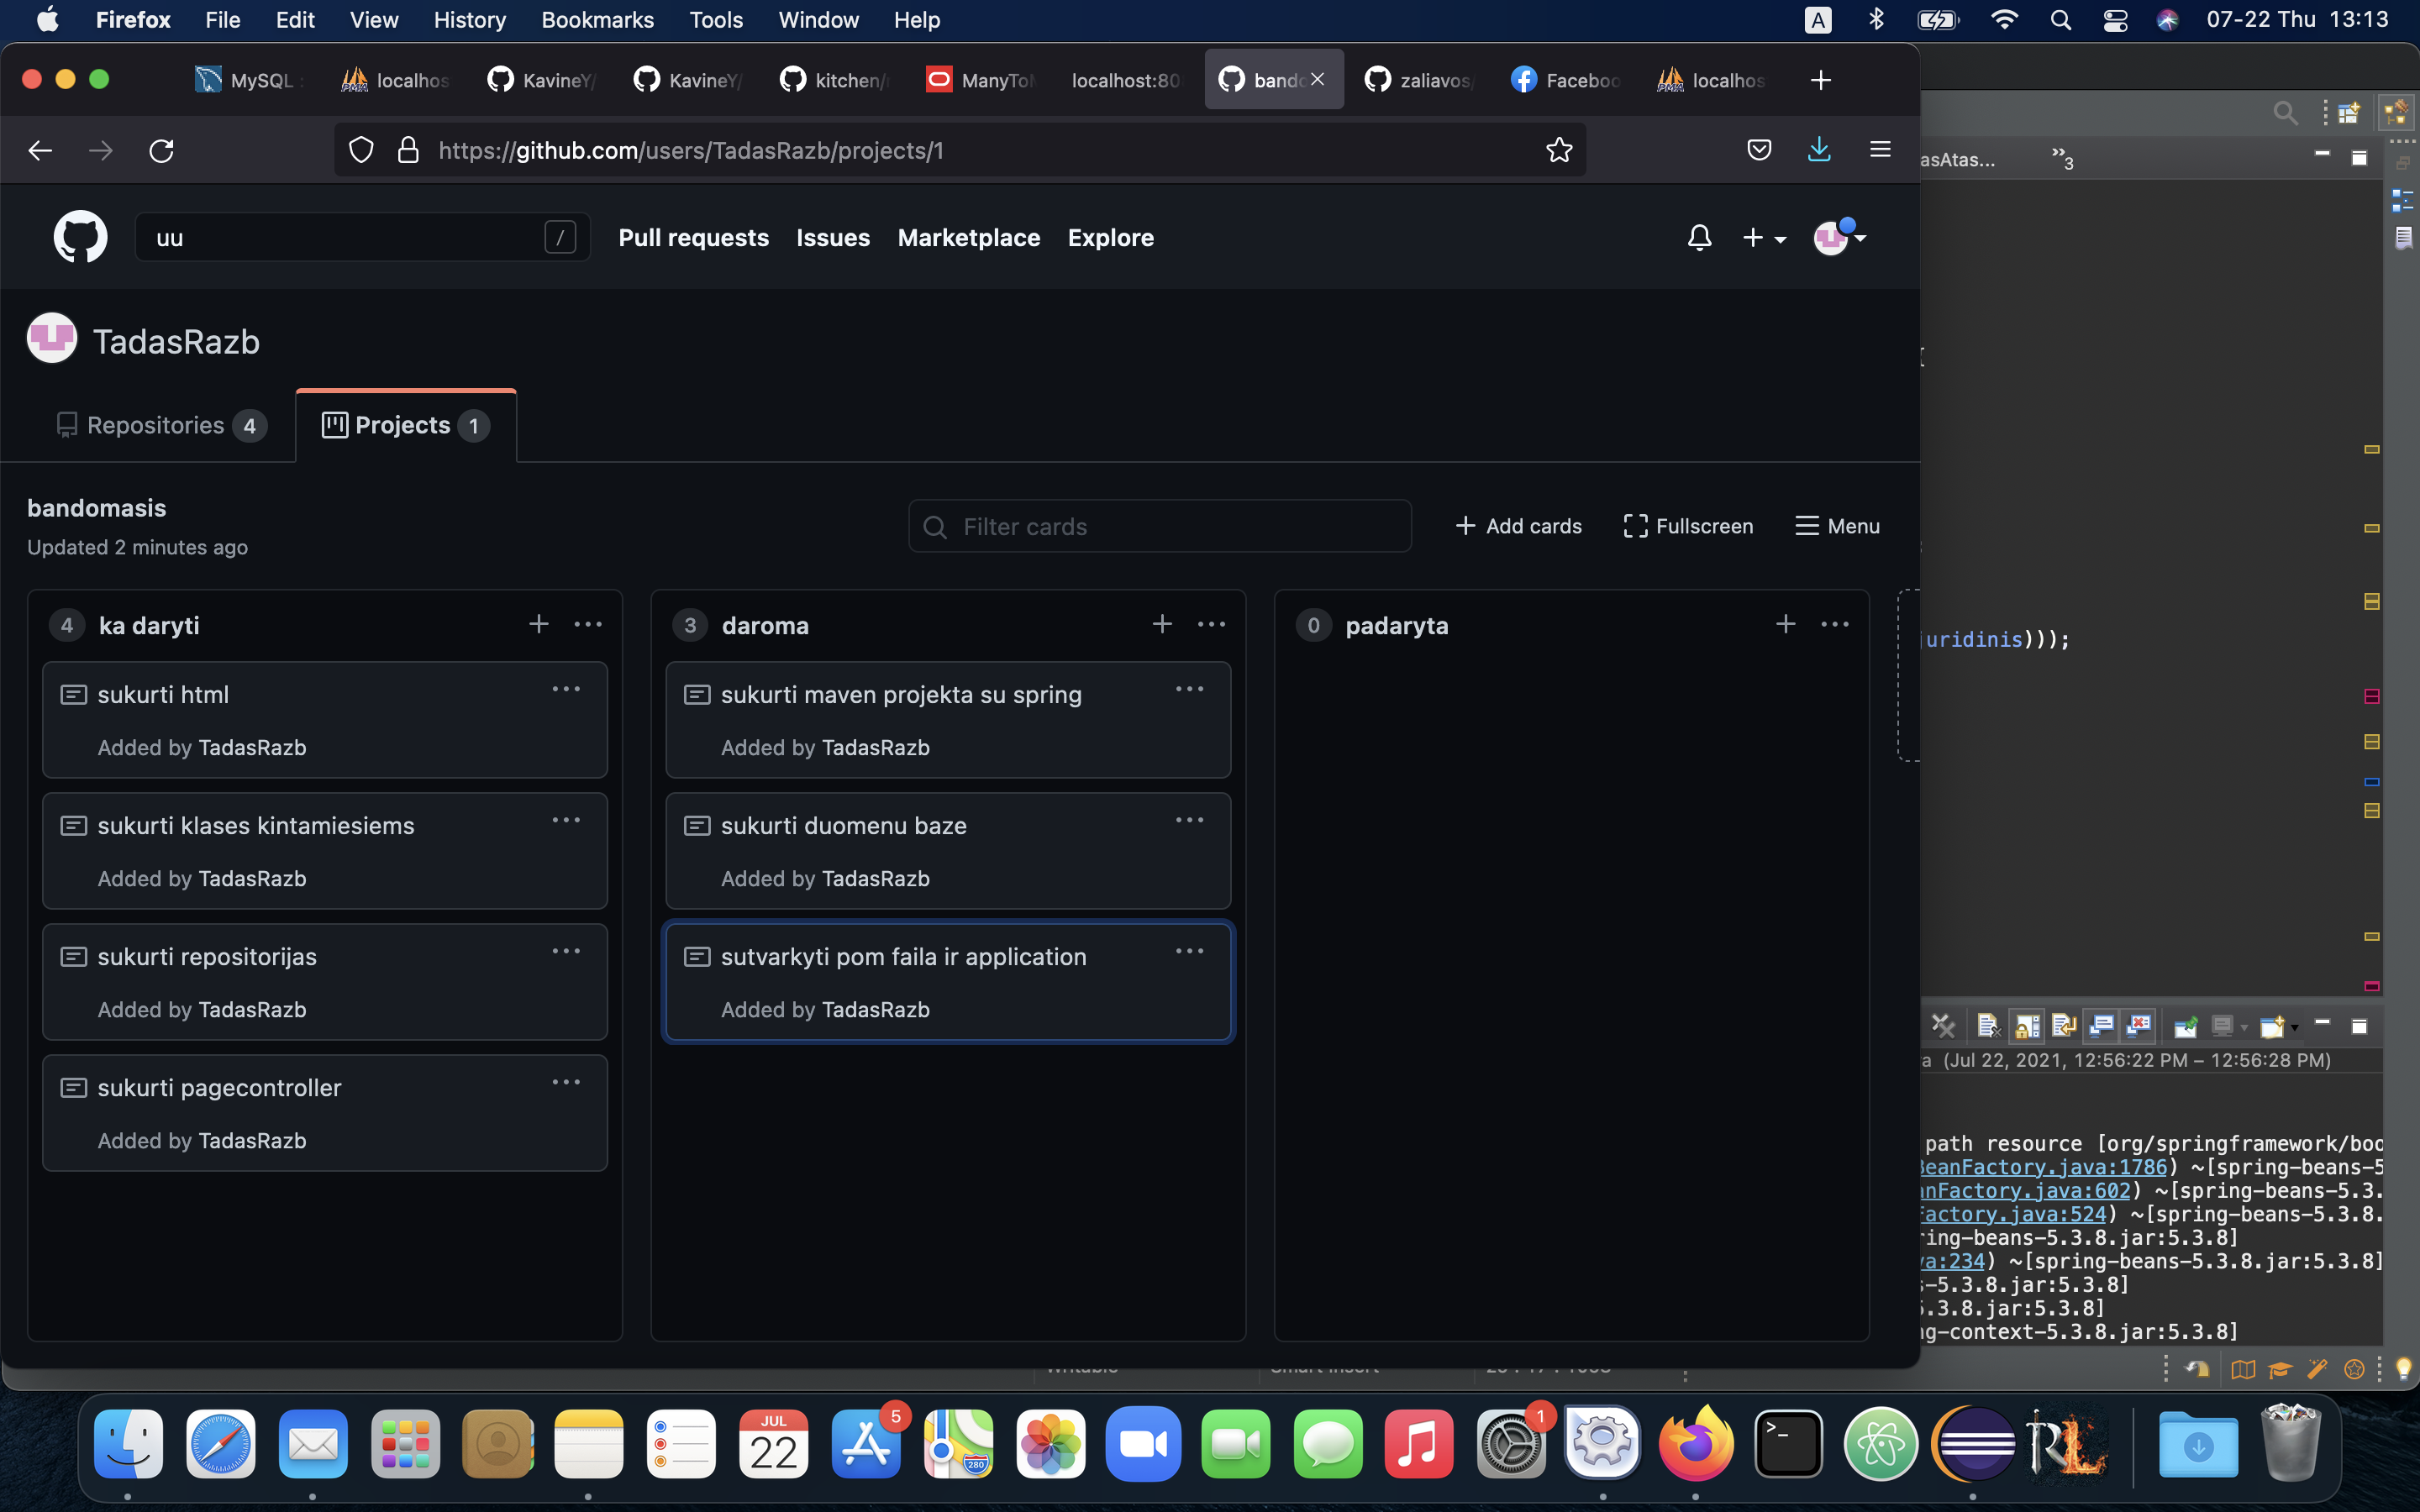 Firefox File Edit View History Bookmarks Tools Window Help
A 07-22 Thu 13:13
MySQL localhos KavineY/ KavineY/ kitchen/ ManyToM localhost:80 bando zaliavos/ Faceboo localhos
https://github.com/users/TadasRazb/projects/1
uu / Pull requests Issues Marketplace Explore
TadasRazb
Repositories 4 Projects 1
bandomasis
Updated 2 minutes ago
Filter cards
+ Add cards Fullscreen Menu
4 ka daryti
sukurti html
Added by TadasRazb
sukurti klases kintamiesiems
Added by TadasRazb
sukurti repositorijas
Added by TadasRazb
sukurti pagecontroller
Added by TadasRazb
3 daroma
sukurti maven projekta su spring
Added by TadasRazb
sukurti duomenu baze
Added by TadasRazb
sutvarkyti pom faila ir application
Added by TadasRazb
0 padaryta
asAtas... »3
uridinis)));
a (Jul 22, 2021, 12:56:22 PM – 12:56:28 PM)
path resource [org/springframework/boo
BeanFactory.java:1786) ~[spring-beans-5
anFactory.java:602) ~[spring-beans-5.3.
Factory.java:524) ~[spring-beans-5.3.8.
ring-beans-5.3.8.jar:5.3.8]
va:234) ~[spring-beans-5.3.8.jar:5.3.8]
s-5.3.8.jar:5.3.8]
5.3.8.jar:5.3.8]
ng-context-5.3.8.jar:5.3.8]
JUL
22
5
280
1
>_
RL